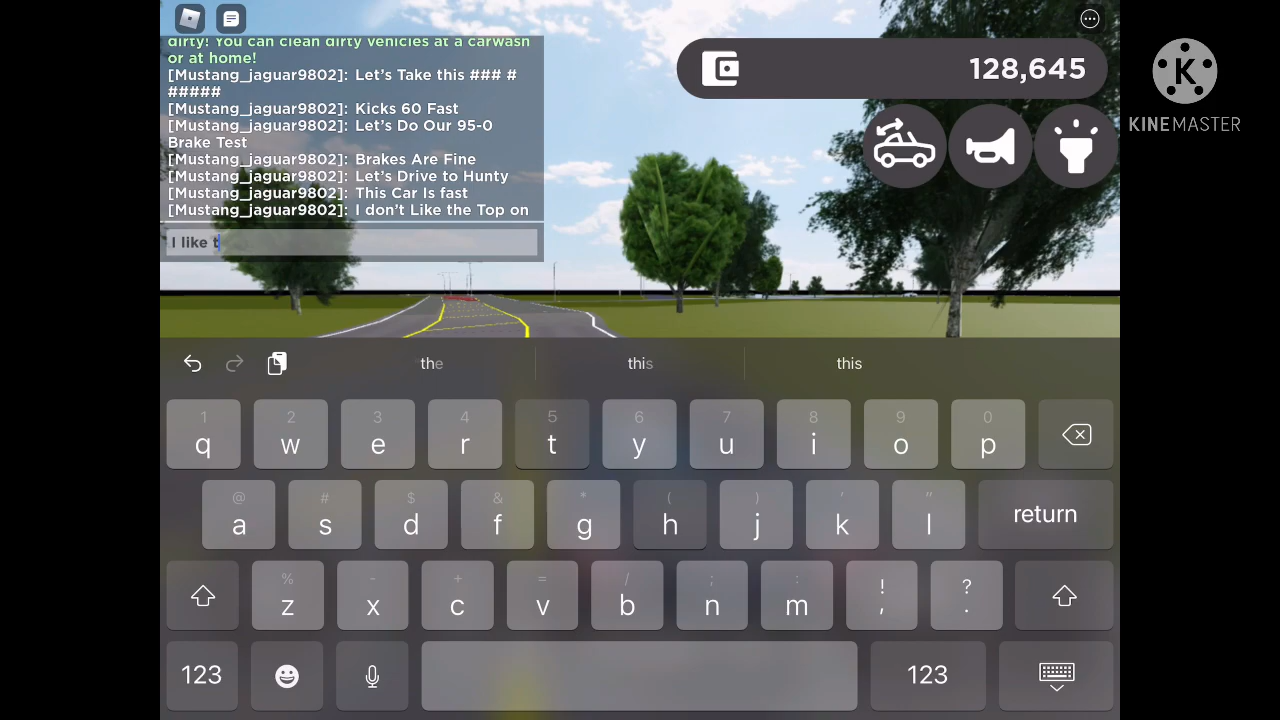 dirty! You can clean dirty vehicles at a carwash
or at home!
[Mustang_jaguar9802]: Let's Take this ### #
#####
[Mustang_jaguar9802]: Kicks 60 Fast
[Mustang_jaguar9802]: Let's Do Our 95-0
Brake Test
[Mustang_jaguar9802]: Brakes Are Fine
[Mustang_jaguar9802]: Let's Drive to Hunty
[Mustang_jaguar9802]: This Car Is fast
[Mustang_jaguar9802]: I don't Like the Top on
I like t
128,645
K
KINEMASTER
the this this
1 2 3 4 5 6 7 8 9 0
q w e r t y u i o p
@ # $ & * ( ) ' "
a s d f g h j k l return
% - + = / ; : ! ?
z x c v b n m , .
123 123